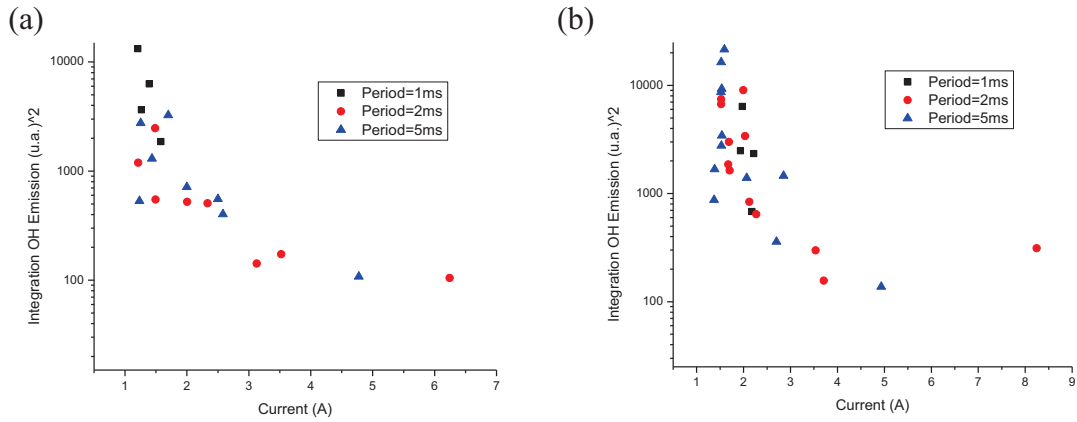 (a)
10000
1000
100
Integration OH Emission (u.a.)^2
Period=1ms
Period=2ms
Period=5ms
1 2 3 4 5 6 7
Current (A)
(b)
10000
1000
100
Integration OH Emission (u.a.)^2
Period=1ms
Period=2ms
Period=5ms
1 2 3 4 5 6 7 8 9
Current (A)